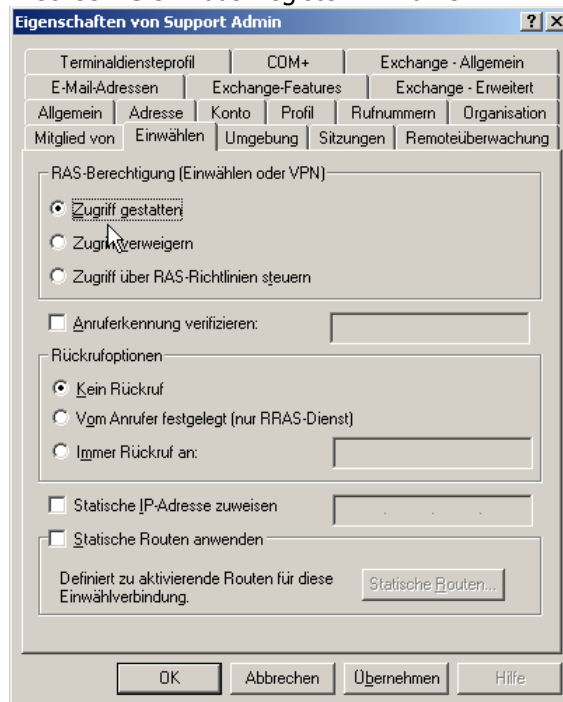 Eigenschaften von Support Admin
Terminaldiensteprofil COM+ Exchange - Allgemein
E-Mail-Adressen Exchange-Features Exchange - Erweitert
Allgemein Adresse Konto Profil Rufnummern Organisation
Mitglied von Einwählen Umgebung Sitzungen Remoteüberwachung
RAS-Berechtigung (Einwählen oder VPN)
Zugriff gestatten
Zugriff verweigern
Zugriff über RAS-Richtlinien steuern
Anruferkennung verifizieren:
Rückrufoptionen
Kein Rückruf
Vom Anrufer festgelegt (nur RRAS-Dienst)
Immer Rückruf an:
Statische IP-Adresse zuweisen
Statische Routen anwenden
Definiert zu aktivierende Routen für diese
Einwählverbindung.
Statische Routen...
OK Abbrechen Übernehmen Hilfe